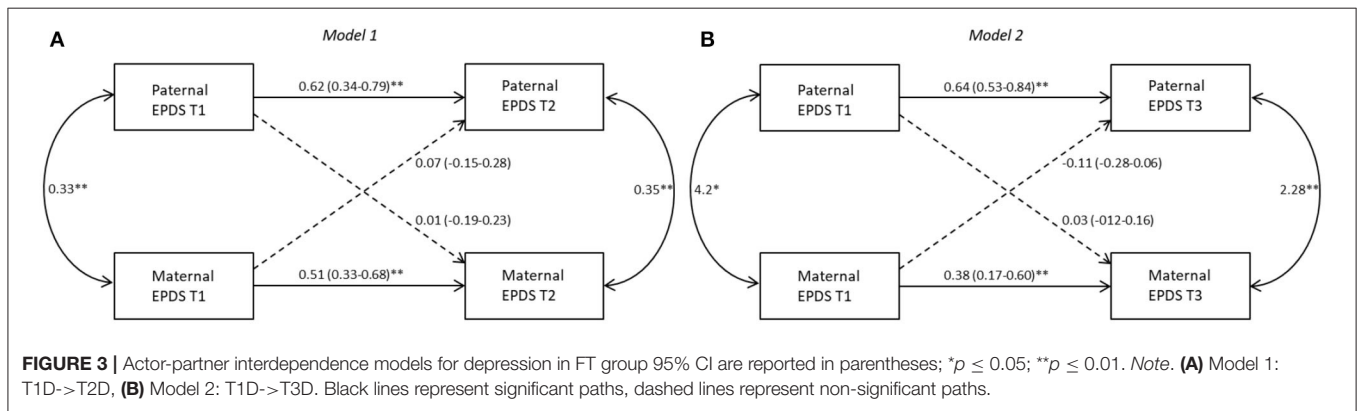 A
Model 1
B
Model 2
Paternal
EPDS T1
0.62 (0.34-0.79)**
Paternal
EPDS T2
Paternal
EPDS T1
0.64 (0.53-0.84)**
Paternal
EPDS T3
0.07 (-0.15-0.28)
-0.11 (-0.28-0.06)
0.33**
0.35**
4.2*
2.28**
0.01 (-0.19-0.23)
0.03 (-012-0.16)
Maternal
EPDS T1
0.51 (0.33-0.68)**
Maternal
EPDS T2
Maternal
EPDS T1
0.38 (0.17-0.60)**
Maternal
EPDS T3
FIGURE 3 | Actor-partner interdependence models for depression in FT group 95% CI are reported in parentheses; *p ≤ 0.05; **p ≤ 0.01. Note. (A) Model 1:
T1D->T2D, (B) Model 2: T1D->T3D. Black lines represent significant paths, dashed lines represent non-significant paths.